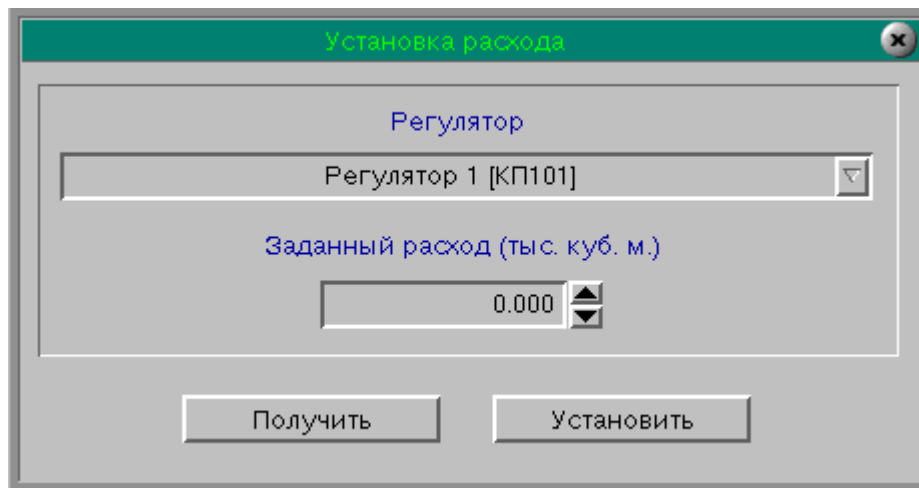 Установка расхода
Регулятор
Регулятор 1 [КП101]
Заданный расход (тыс. куб. м.)
0.000
Получить
Установить